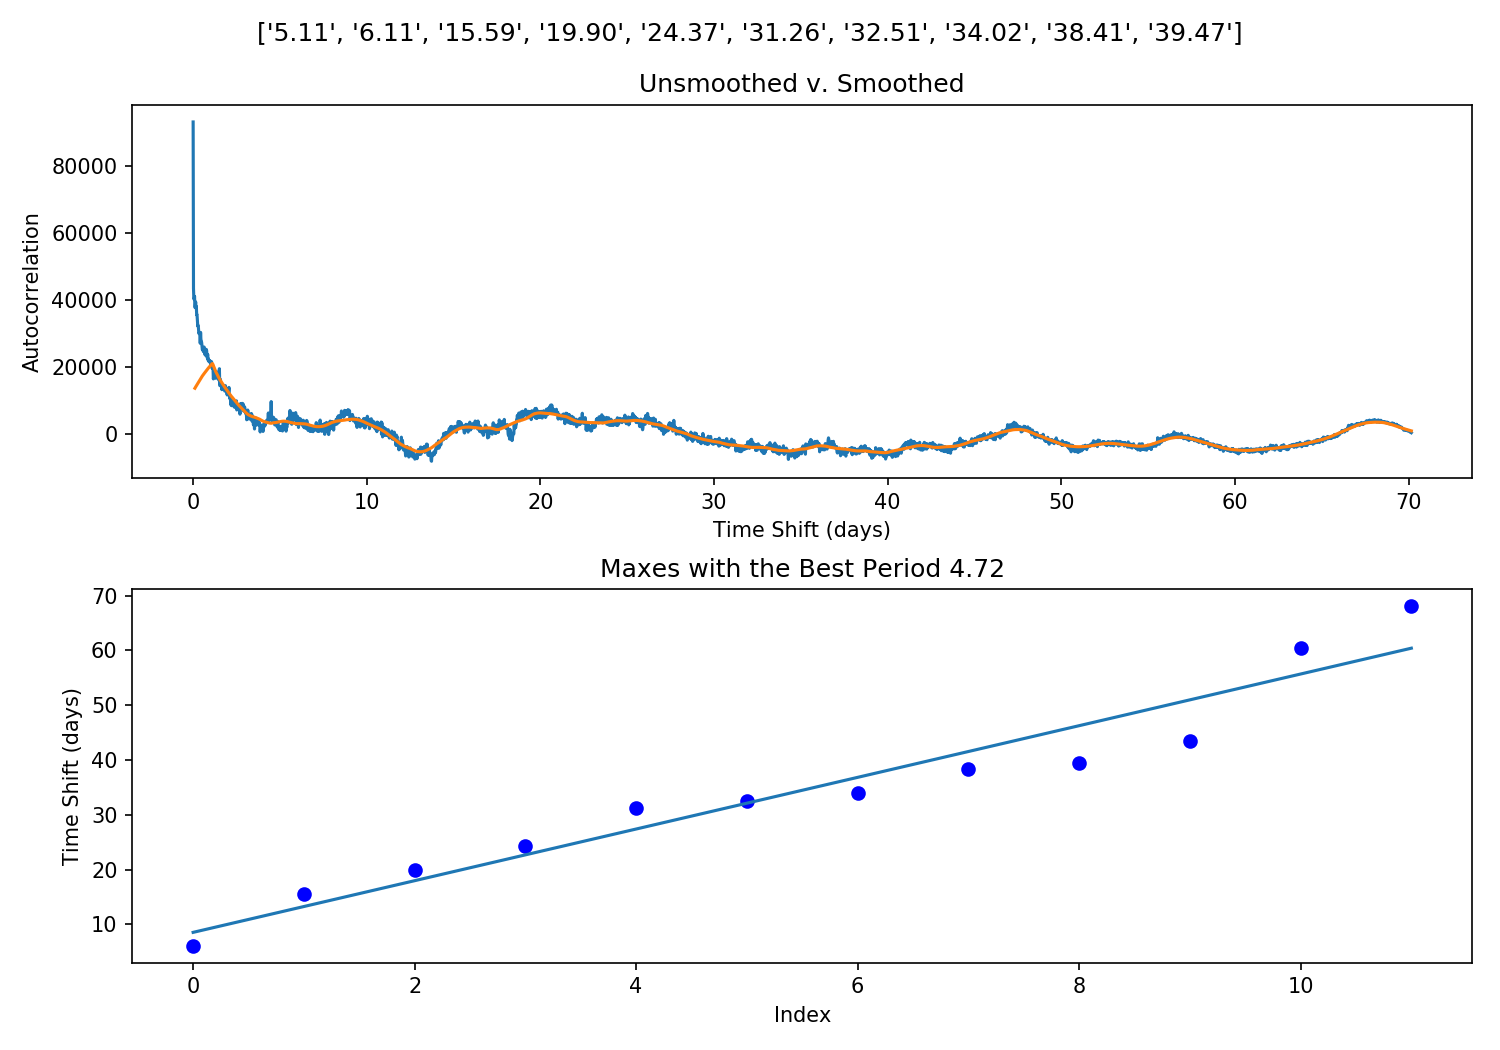 ['5.11', '6.11', '15.59', '19.90', '24.37', '31.26', '32.51', '34.02', '38.41', '39.47']
Unsmoothed v. Smoothed
Autocorrelation
80000
60000
40000
20000
0
0 10 20 30 40 50 60 70
Time Shift (days)
Maxes with the Best Period 4.72
Time Shift (days)
70
60
50
40
30
20
10
0 2 4 6 8 10
Index